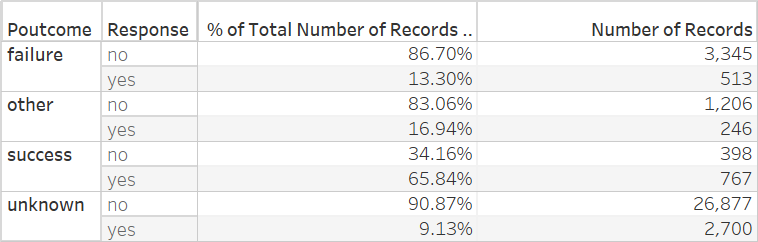 Poutcome Response % of Total Number of Records .. Number of Records
failure no 86.70% 3,345
yes 13.30% 513
other no 83.06% 1,206
yes 16.94% 246
success no 34.16% 398
yes 65.84% 767
unknown no 90.87% 26,877
yes 9.13% 2,700